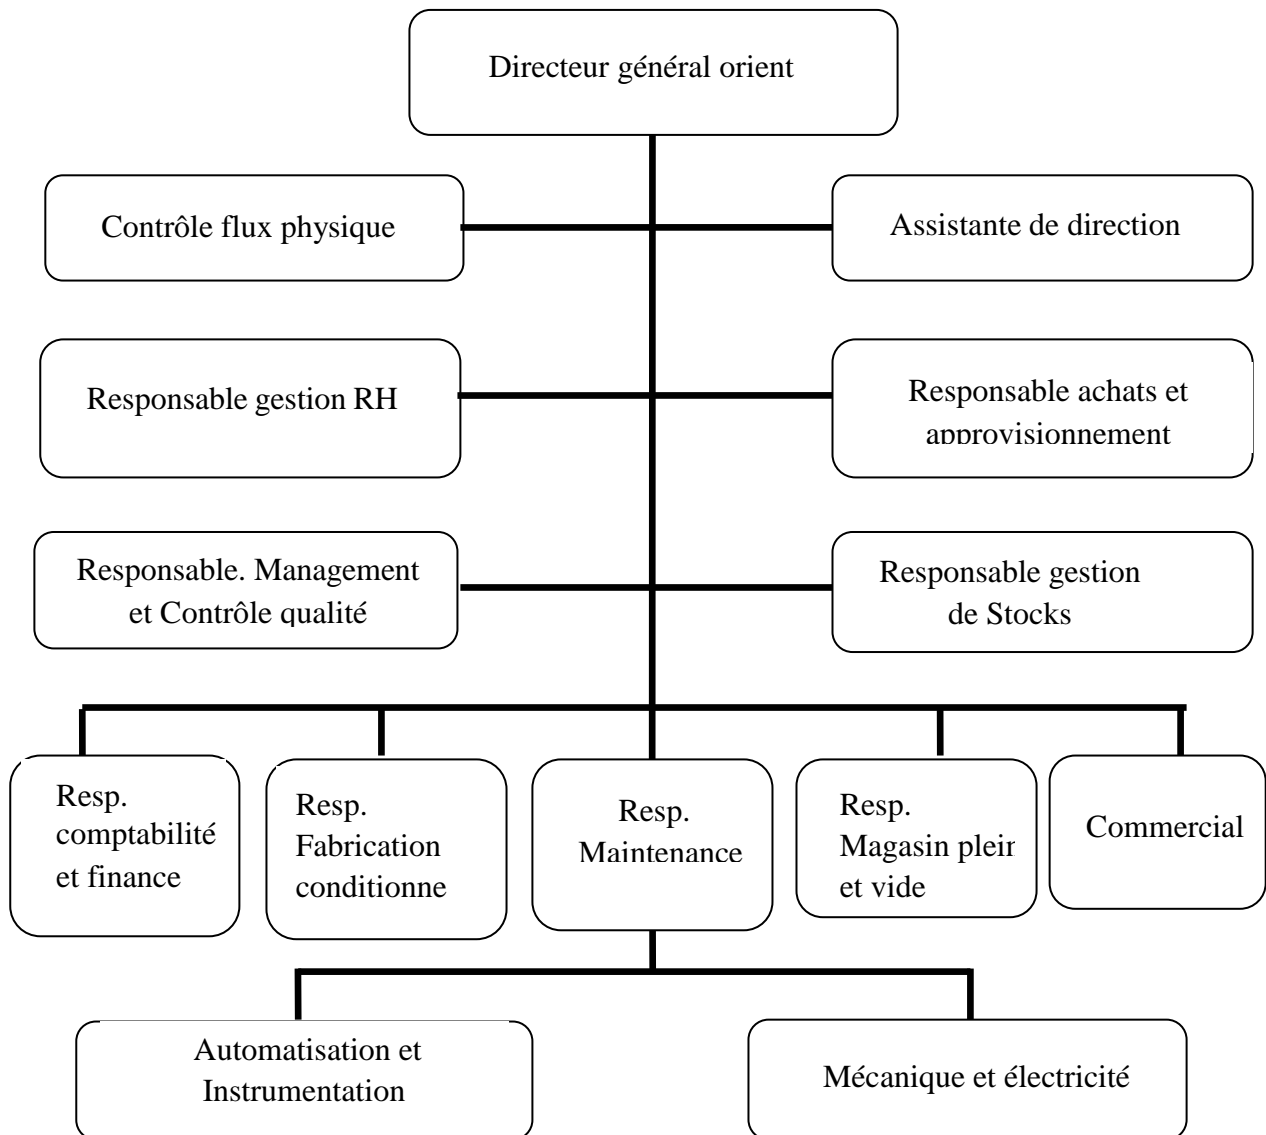 Directeur général orient
Contrôle flux physique
Assistante de direction
Responsable gestion RH
Responsable achats et
approvisionnement
Responsable. Management
et Contrôle qualité
Responsable gestion
de Stocks
Resp.
comptabilité
et finance
Resp.
Fabrication
conditionne
Resp.
Maintenance
Resp.
Magasin plein
et vide
Commercial
Automatisation et
Instrumentation
Mécanique et électricité